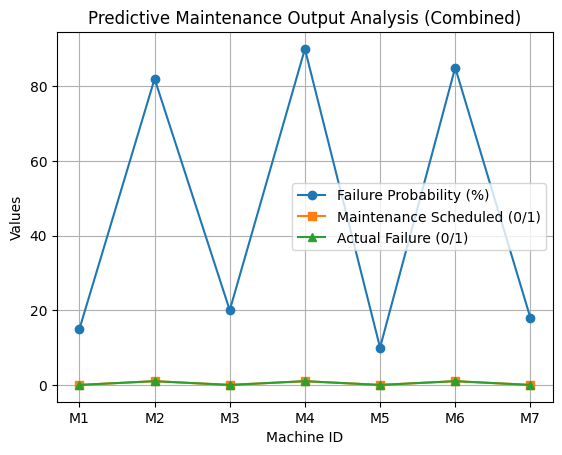 Predictive Maintenance Output Analysis (Combined)
Values
80
60
40
20
0
Failure Probability (%)
Maintenance Scheduled (0/1)
Actual Failure (0/1)
M1 M2 M3 M4 M5 M6 M7
Machine ID